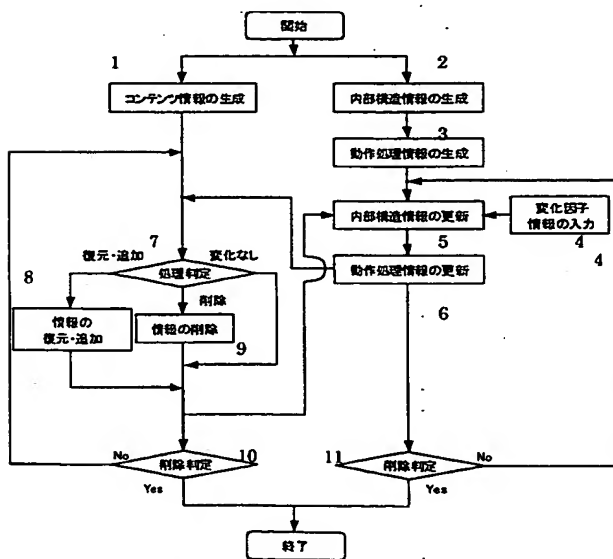 開始
1
2
コンテンツ情報の生成
内部構造情報の生成
3
動作処理情報の生成
内部構造情報の更新
変化因子
情報の入力
4
4
5
7
復元・追加
変化なし
処理判定
動作処理情報の更新
8
削除
6
情報の
復元・追加
情報の削除
9
No
削除判定
10
11
削除判定
No
Yes
Yes
終了